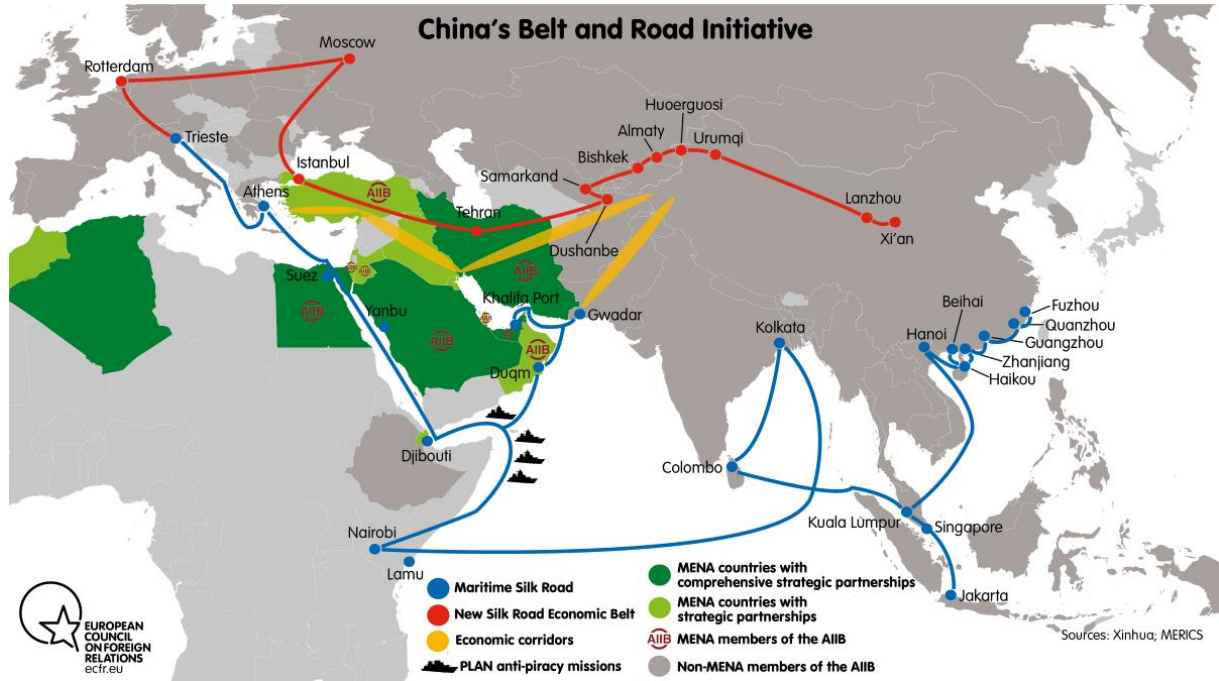 China's Belt and Road Initiative
Moscow
Rotterdam
Huoerguosi
Trieste
Almaty
Urumqi
Bishkek
Istanbul
Samarkand
Athens
AIIB
Lanzhou
Tehran
Xi'an
Dushanbe
AIIB
AIIB
AIIB
Suez
Khalifa Port
Beihai
Fuzhou
AIIB
Yanbu
AIIB
Gwadar
Kolkata
Hanoi
Quanzhou
AIIB
AIIB
AIIB
Guangzhou
Zhanjiang
Duqm
Haikou
Djibouti
Colombo
Nairobi
Kuala Lumpur
Singapore
Lamu
Jakarta
Maritime Silk Road
New Silk Road Economic Belt
Economic corridors
PLAN anti-piracy missions
MENA countries with
comprehensive strategic partnerships
MENA countries with
strategic partnerships
AIIB
MENA members of the AIIB
Non-MENA members of the AIIB
EUROPEAN
COUNCIL
ON FOREIGN
RELATIONS
ecfr.eu
Sources: Xinhua; MERICS